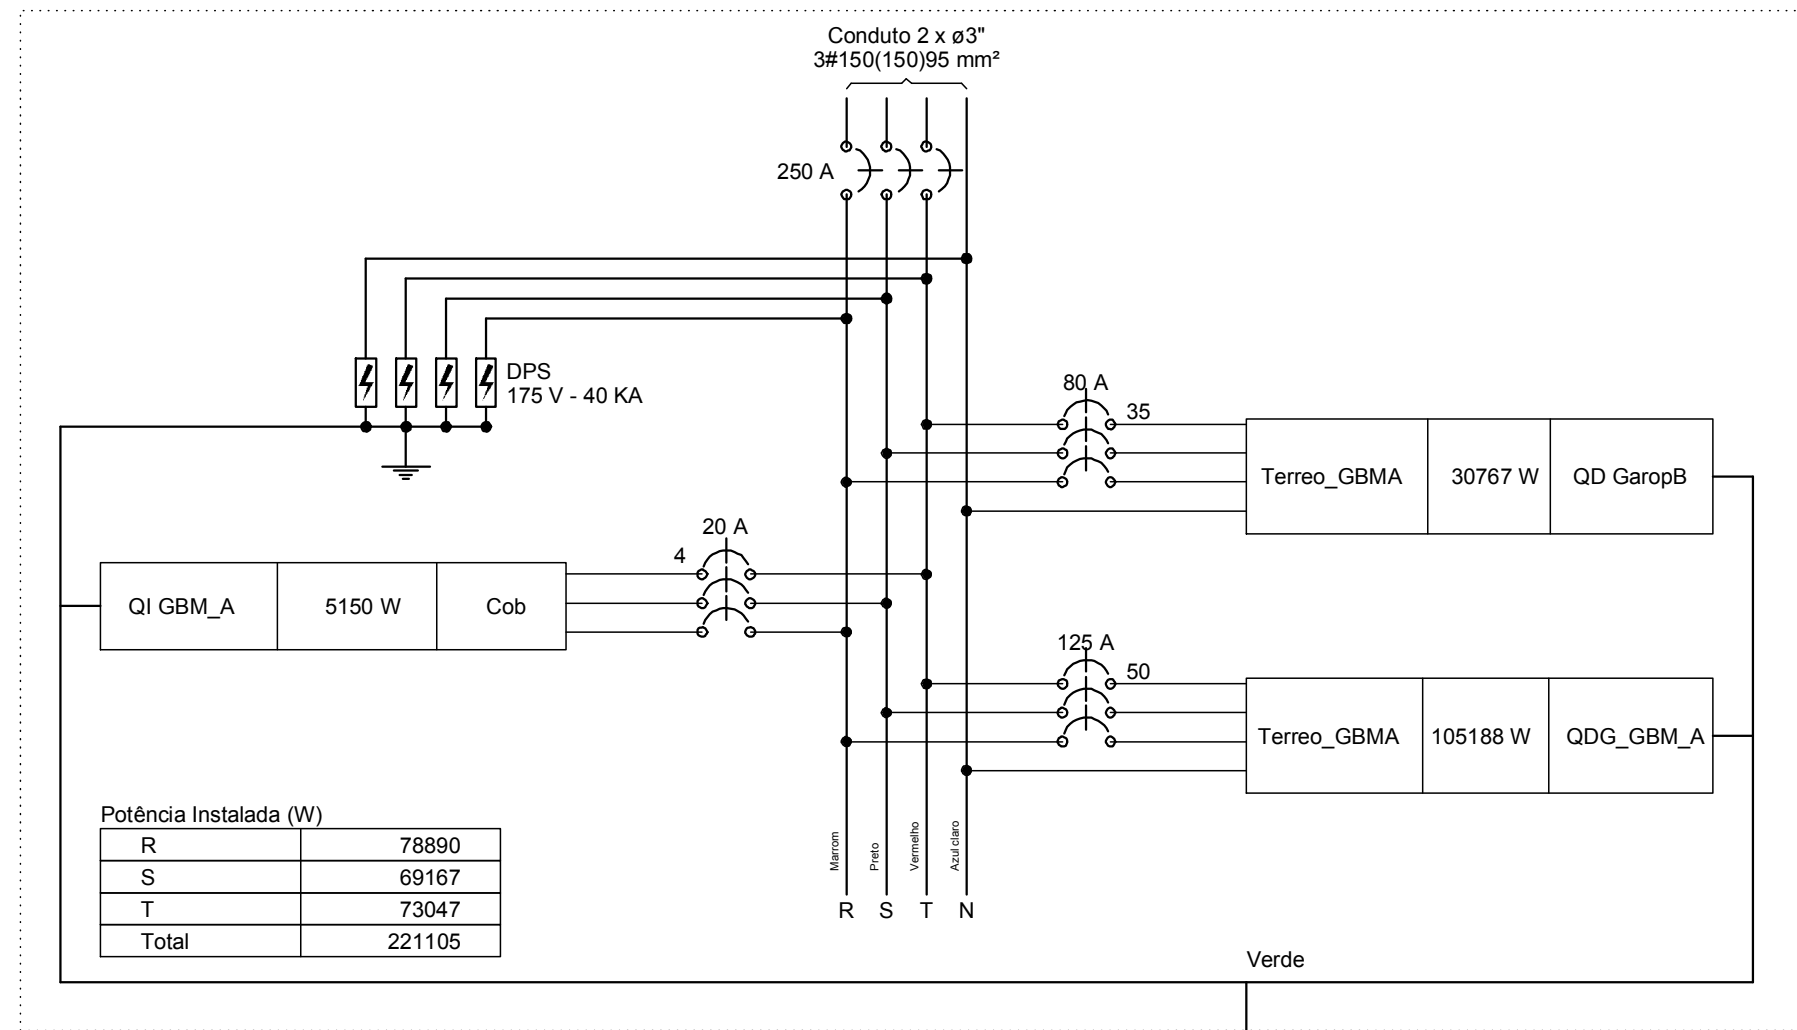 Conduto 2 x ø3"
3#150(150)95 mm²
250 A
DPS
175 V - 40 KA
80 A
35
Terreo_GBMA 30767 W QD GaropB
20 A
4
QI GBM_A 5150 W Cob
125 A
50
Terreo_GBMA 105188 W QDG_GBM_A
Potência Instalada (W)
R 78890
S 69167
T 73047
Total 221105
Marrom
Preto
Vermelho
Azul claro
R S T N
Verde